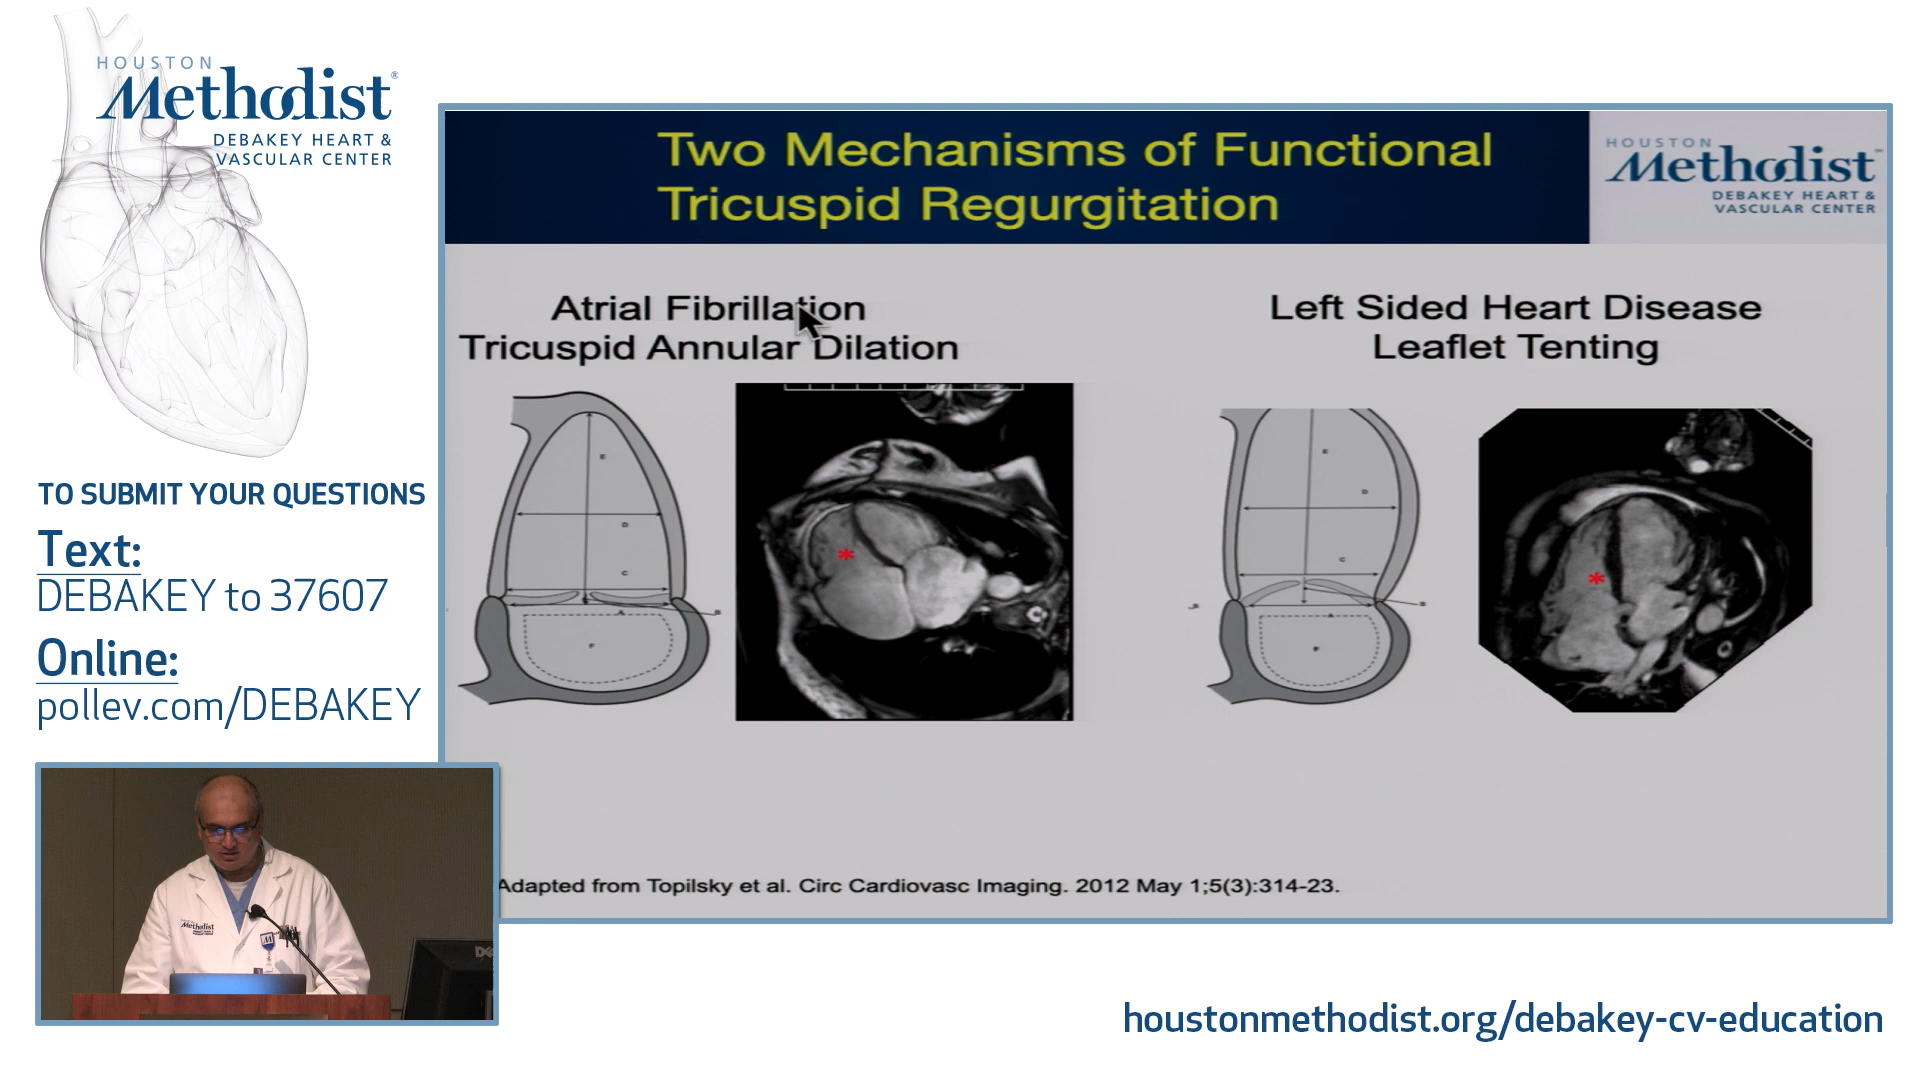 HOUSTON
Methodist®
DEBAKEY HEART &
VASCULAR CENTER
TO SUBMIT YOUR QUESTIONS
Text:
DEBAKEY to 37607
Online:
pollev.com/DEBAKEY
Two Mechanisms of Functional
Tricuspid Regurgitation
HOUSTON
Methodist
DEBAKEY HEART &
VASCULAR CENTER
Atrial Fibrillation
Tricuspid Annular Dilation
E
D
C
A
B
F
*
Left Sided Heart Disease
Leaflet Tenting
E
D
C
A
B
F
*
Adapted from Topilsky et al. Circ Cardiovasc Imaging. 2012 May 1;5(3):314-23.
Methodist
houstonmethodist.org/debakey-cv-education